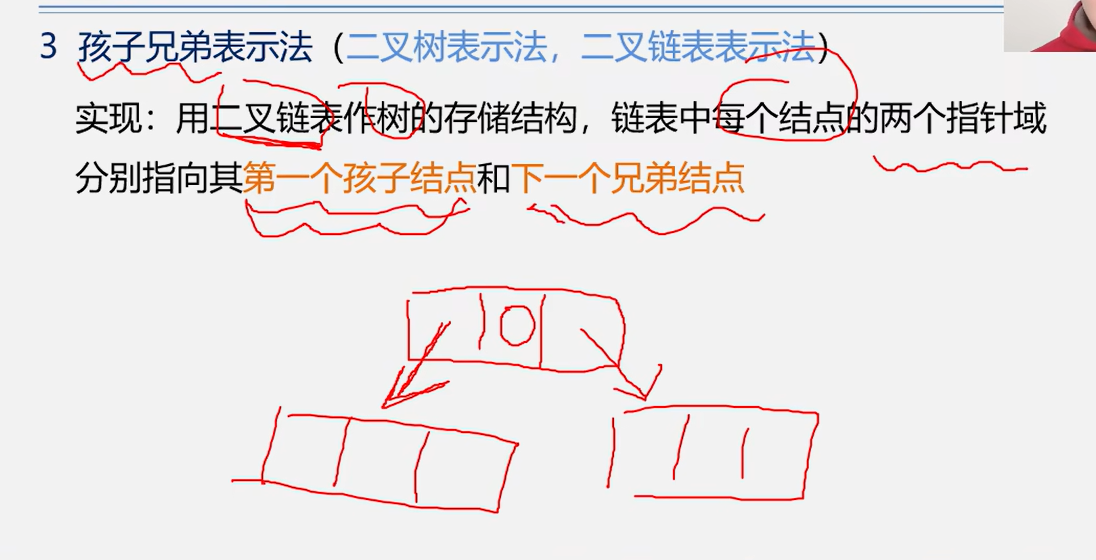 3 孩子兄弟表示法（二叉树表示法，二叉链表表示法）
实现：用二叉链表作树的存储结构，链表中每个结点的两个指针域
分别指向其第一个孩子结点和下一个兄弟结点